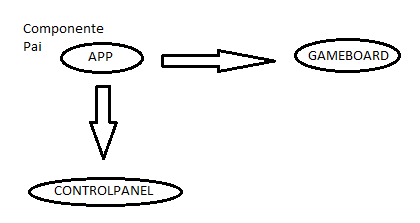 Componente
Pai
APP
GAMEBOARD
CONTROLPANEL